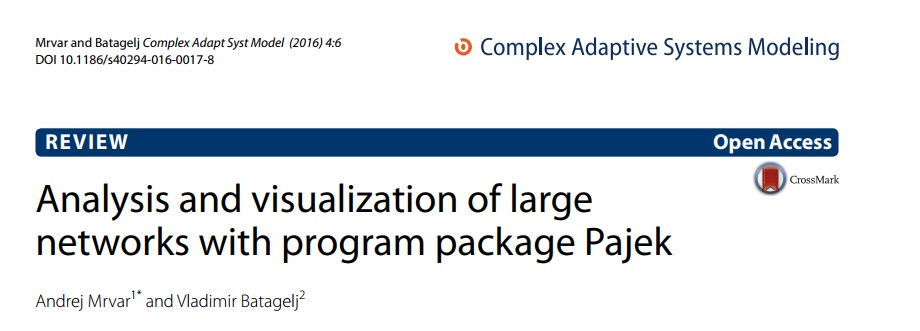 Mrvar and Batagelj Complex Adapt Syst Model (2016) 4:6
DOI 10.1186/s40294-016-0017-8
Complex Adaptive Systems Modeling
REVIEW
Open Access
CrossMark
Analysis and visualization of large
networks with program package Pajek
Andrej Mrvar1* and Vladimir Batagelj2